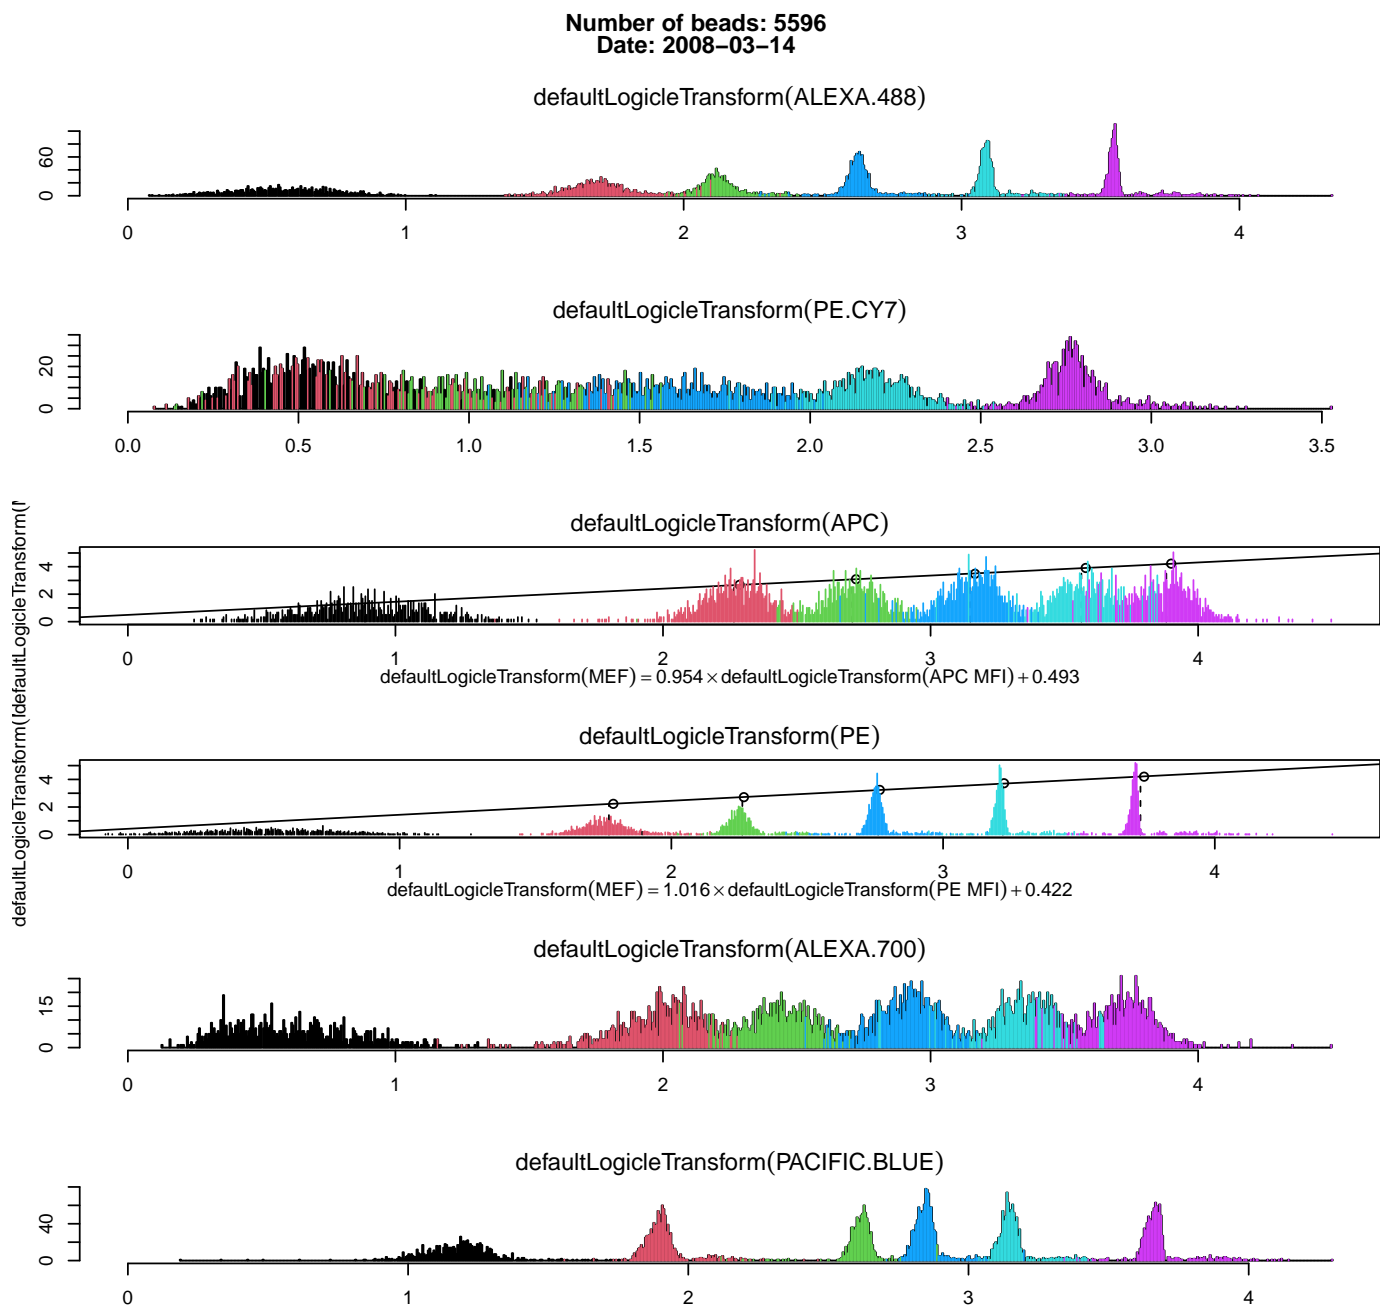 Number of beads: 5596
Date: 2008−03−14
defaultLogicleTransform(ALEXA.488)
0 60
0 1 2 3 4
defaultLogicleTransform(PE.CY7)
0 20
0.0 0.5 1.0 1.5 2.0 2.5 3.0 3.5
defaultLogicleTransform(APC)
0 2 4
0 1 2 3 4
defaultLogicleTransform(MEF) = 0.954 × defaultLogicleTransform(APC MFI) + 0.493
defaultLogicleTransform(PE)
0 2 4
0 1 2 3 4
defaultLogicleTransform(MEF) = 1.016 × defaultLogicleTransform(PE MFI) + 0.422
defaultLogicleTransform(
defaultLogicleTransform(
defaultLogicleTransform(ALEXA.700)
0 15
0 1 2 3 4
defaultLogicleTransform(PACIFIC.BLUE)
0 40
0 1 2 3 4